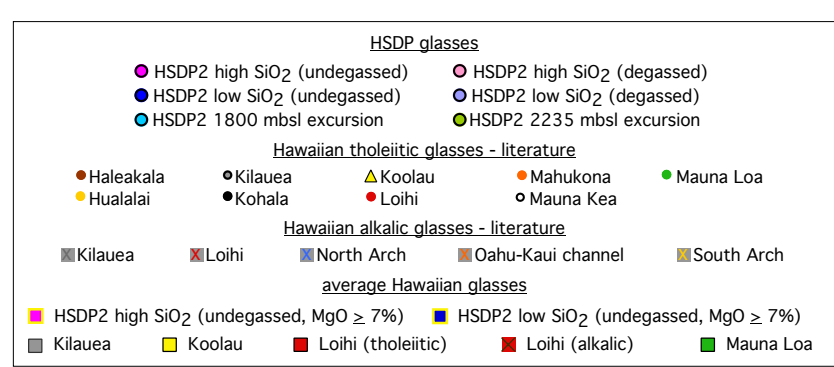 HSDP glasses
HSDP2 high SiO2 (undegassed) HSDP2 high SiO2 (degassed)
HSDP2 low SiO2 (undegassed) HSDP2 low SiO2 (degassed)
HSDP2 1800 mbsl excursion HSDP2 2235 mbsl excursion
Hawaiian tholeiitic glasses - literature
Haleakala Kilauea Koolau Mahukona Mauna Loa
Hualalai Kohala Loihi Mauna Kea
Hawaiian alkalic glasses - literature
X Kilauea X Loihi X North Arch X Oahu-Kaui channel X South Arch
average Hawaiian glasses
HSDP2 high SiO2 (undegassed, MgO ≥ 7%) HSDP2 low SiO2 (undegassed, MgO ≥ 7%)
Kilauea Koolau Loihi (tholeiitic) Loihi (alkalic) Mauna Loa